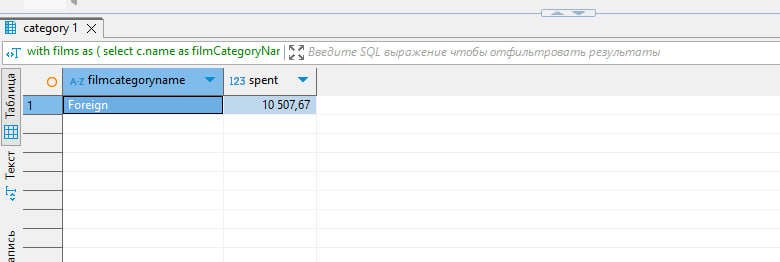 category 1
with films as ( select c.name as filmCategoryNar Введите SQL выражение чтобы отфильтровать результаты
Таблица
A-Z filmcategoryname 123 spent
1 Foreign 10 507,67
Текст
апись